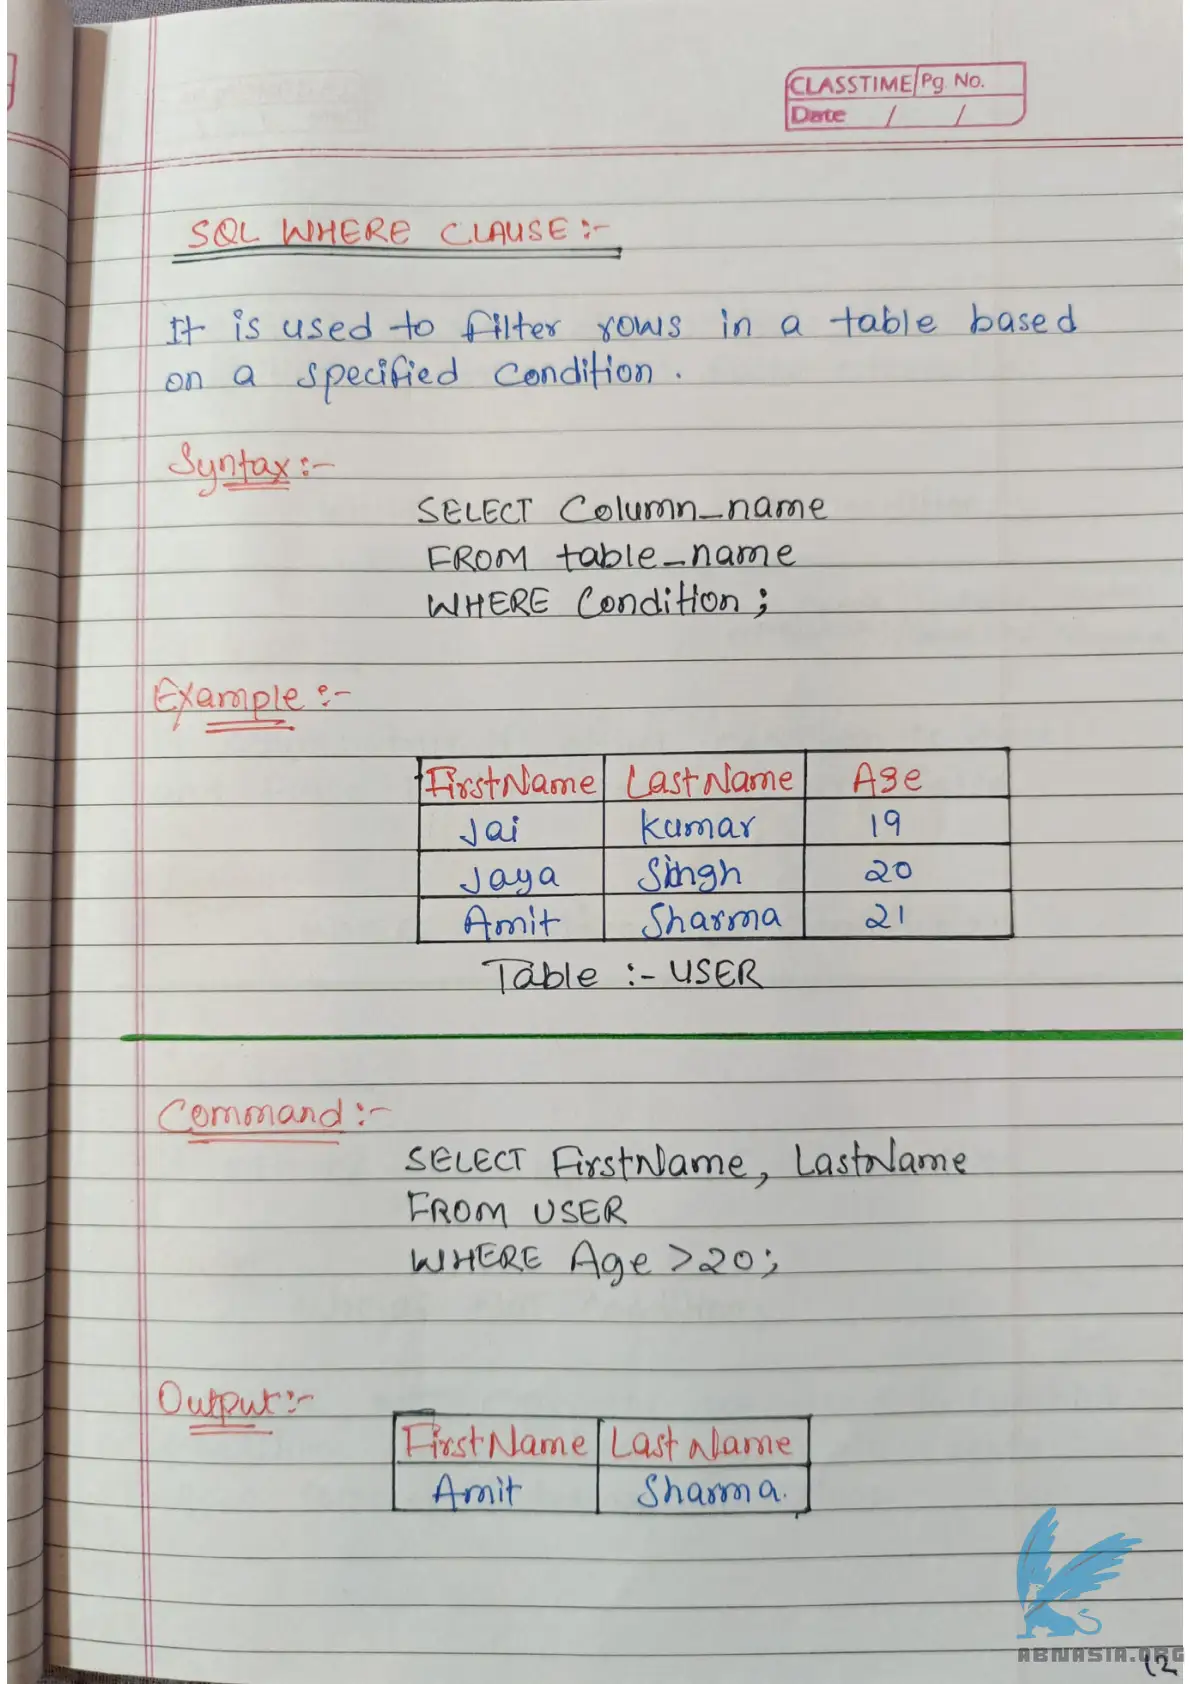 CLASSTIME Pg. No.
Date / /
SQL WHERE CLAUSE :-
It is used to filter rows in a table based
on a specified Condition .
Syntax :-
SELECT Column_name
FROM table_name
WHERE Condition ;
Example :-
FirstName LastName Age
Jai Kumar 19
Jaya Singh 20
Amit Sharma 21
Table :- USER
Command :-
SELECT FirstName, LastName
FROM USER
WHERE Age > 20 ;
Output :-
FirstName Last Name
Amit Sharma.
ABNASIA.ORG
12